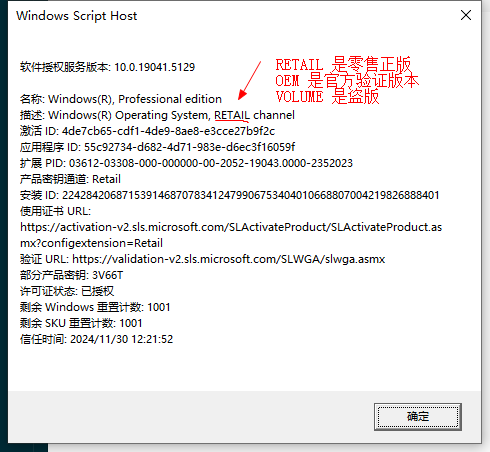 Windows Script Host
软件授权服务版本: 10.0.19041.5129
RETAIL 是零售正版
OEM 是官方验证版本
VOLUME 是盗版
名称: Windows(R), Professional edition
描述: Windows(R) Operating System, RETAIL channel
激活 ID: 4de7cb65-cdf1-4de9-8ae8-e3cce27b9f2c
应用程序 ID: 55c92734-d682-4d71-983e-d6ec3f16059f
扩展 PID: 03612-03308-000-000000-00-2052-19043.0000-2352023
产品密钥通道: Retail
安装 ID: 224284206871539146870783412479906753404010668807004219826888401
使用证书 URL:
https://activation-v2.sls.microsoft.com/SLActivateProduct/SLActivateProduct.as
mx?configextension=Retail
验证 URL: https://validation-v2.sls.microsoft.com/SLWGA/slwga.asmx
部分产品密钥: 3V66T
许可证状态: 已授权
剩余 Windows 重置计数: 1001
剩余 SKU 重置计数: 1001
信任时间: 2024/11/30 12:21:52
确定